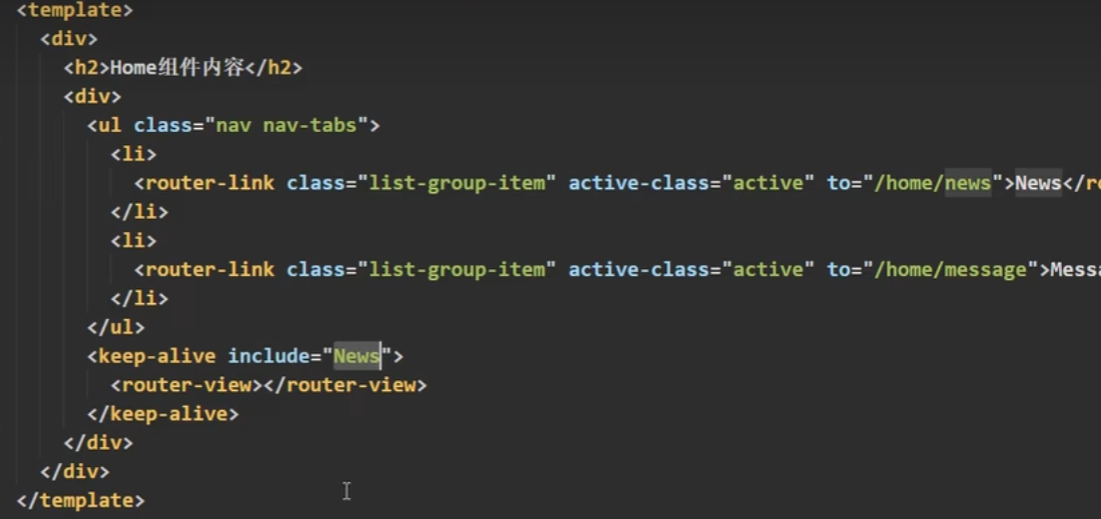 <template>
<div>
<h2>Home组件内容</h2>
<div>
<ul class="nav nav-tabs">
<li>
<router-link class="list-group-item" active-class="active" to="/home/news">News</ro
</li>
<li>
<router-link class="list-group-item" active-class="active" to="/home/message">Messa
</li>
</ul>
<keep-alive include="News">
<router-view></router-view>
</keep-alive>
</div>
</div>
</template>